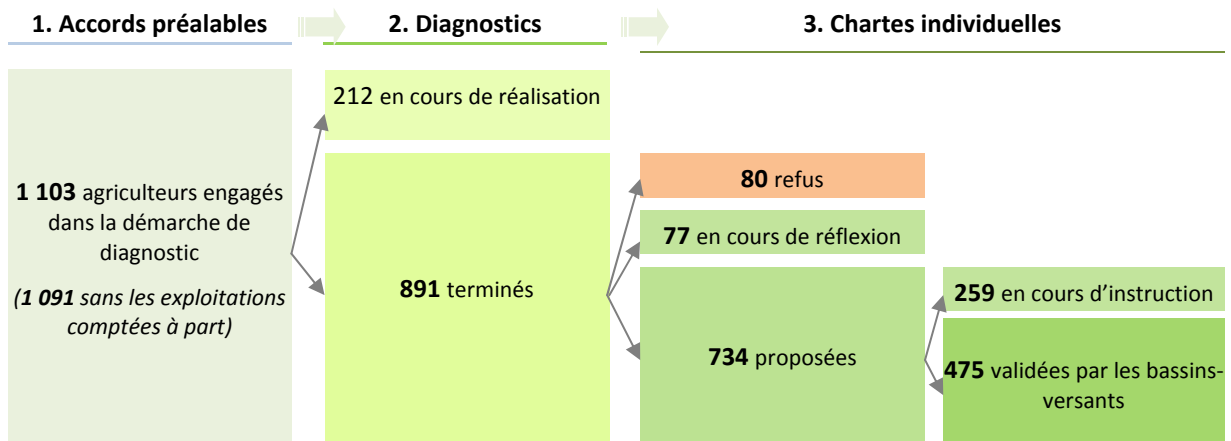 1. Accords préalables
2. Diagnostics
3. Chartes individuelles
1 103 agriculteurs engagés
dans la démarche de
diagnostic
(1 091 sans les exploitations
comptées à part)
212 en cours de réalisation
891 terminés
80 refus
77 en cours de réflexion
734 proposées
259 en cours d’instruction
475 validées par les bassins-
versants